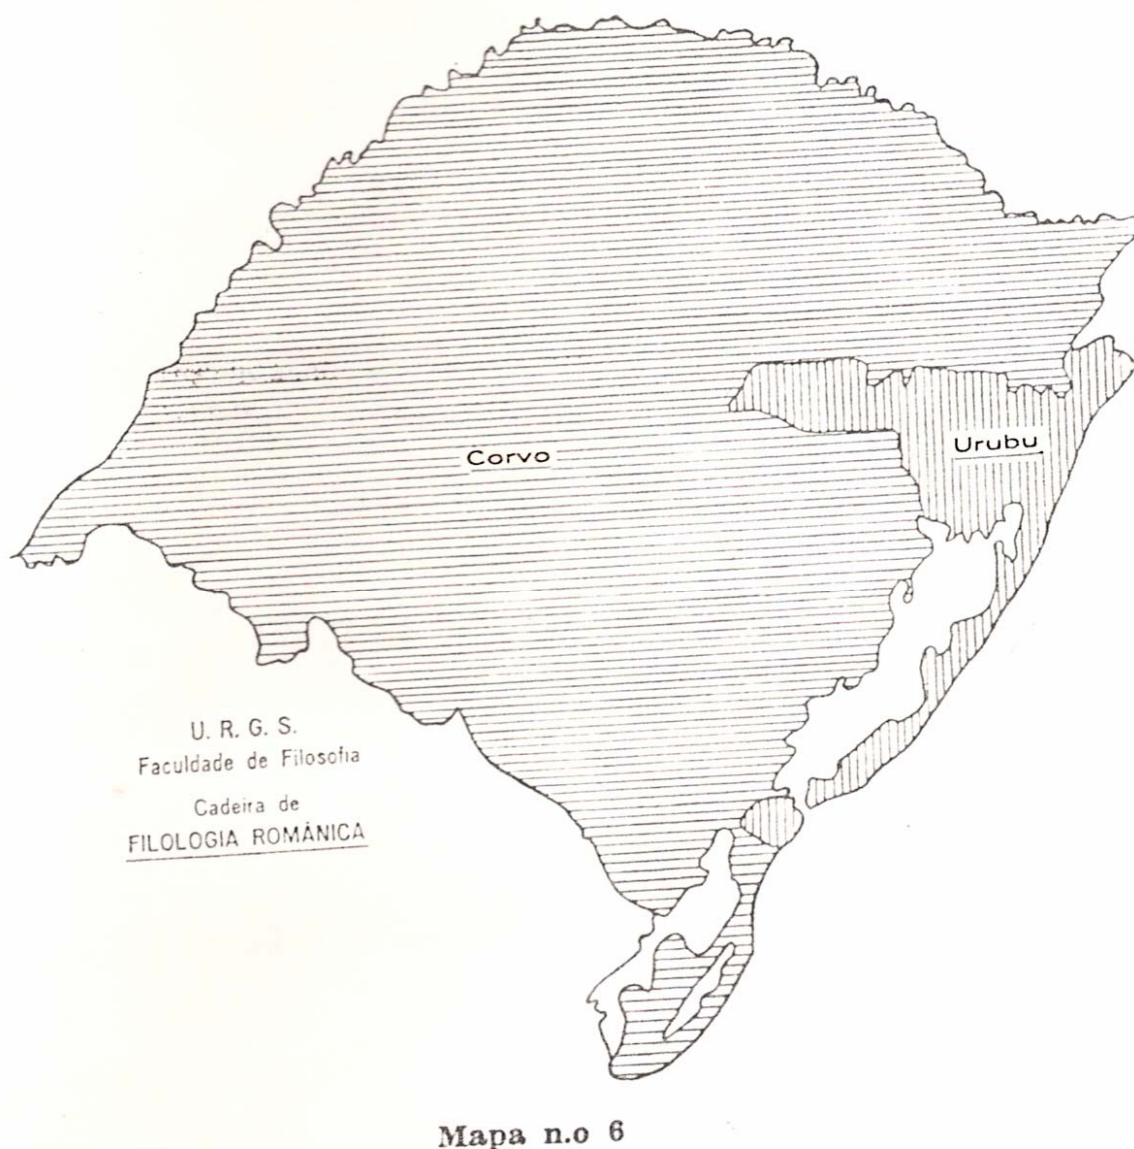 Corvo
Urubu
U. R. G. S.
Faculdade de Filosofia
Cadeira de
FILOLOGIA ROMÂNICA
Mapa n.o 6